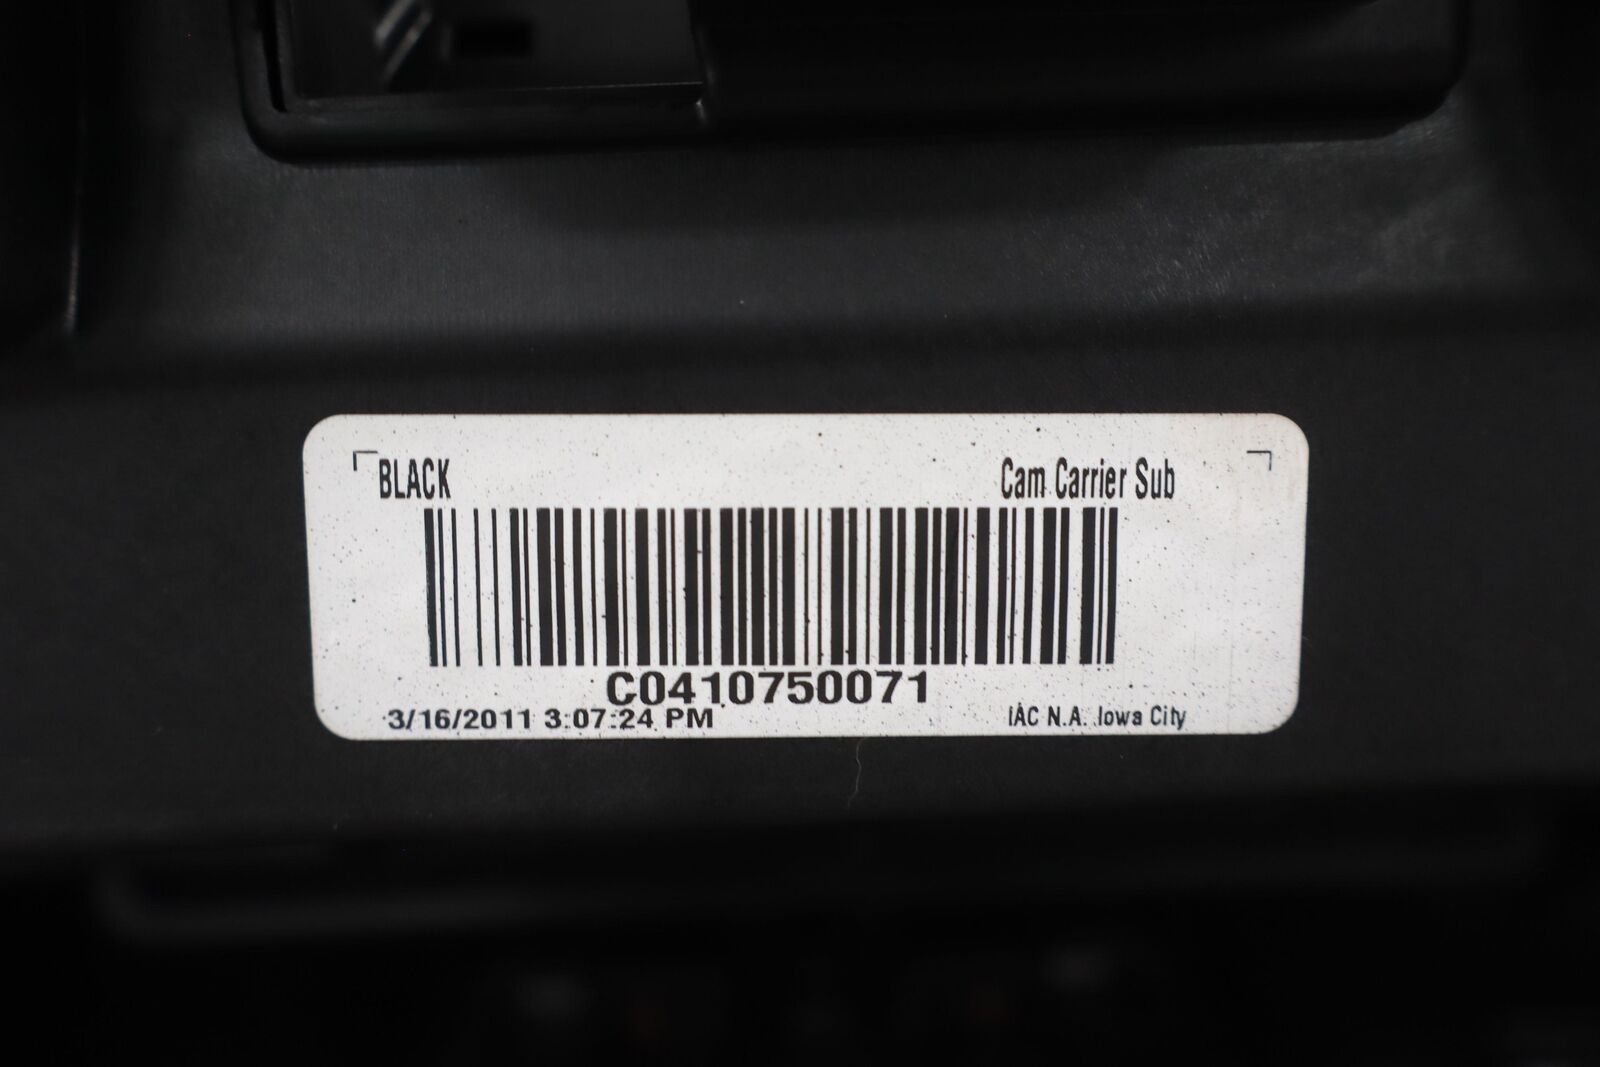 BLACK Cam Carrier Sub
C0410750071
3/16/2011 3:07:24 PM IAC N.A. Iowa City